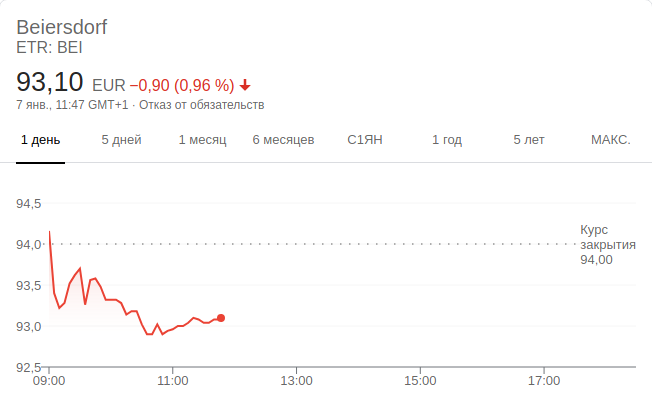 Beiersdorf
ETR: BEI
93,10 EUR −0,90 (0,96 %)
7 янв., 11:47 GMT+1 · Отказ от обязательств
1 день 5 дней 1 месяц 6 месяцев С1ЯН 1 год 5 лет МАКС.
94,5
94,0
93,5
93,0
92,5
Курс
закрытия
94,00
09:00 11:00 13:00 15:00 17:00